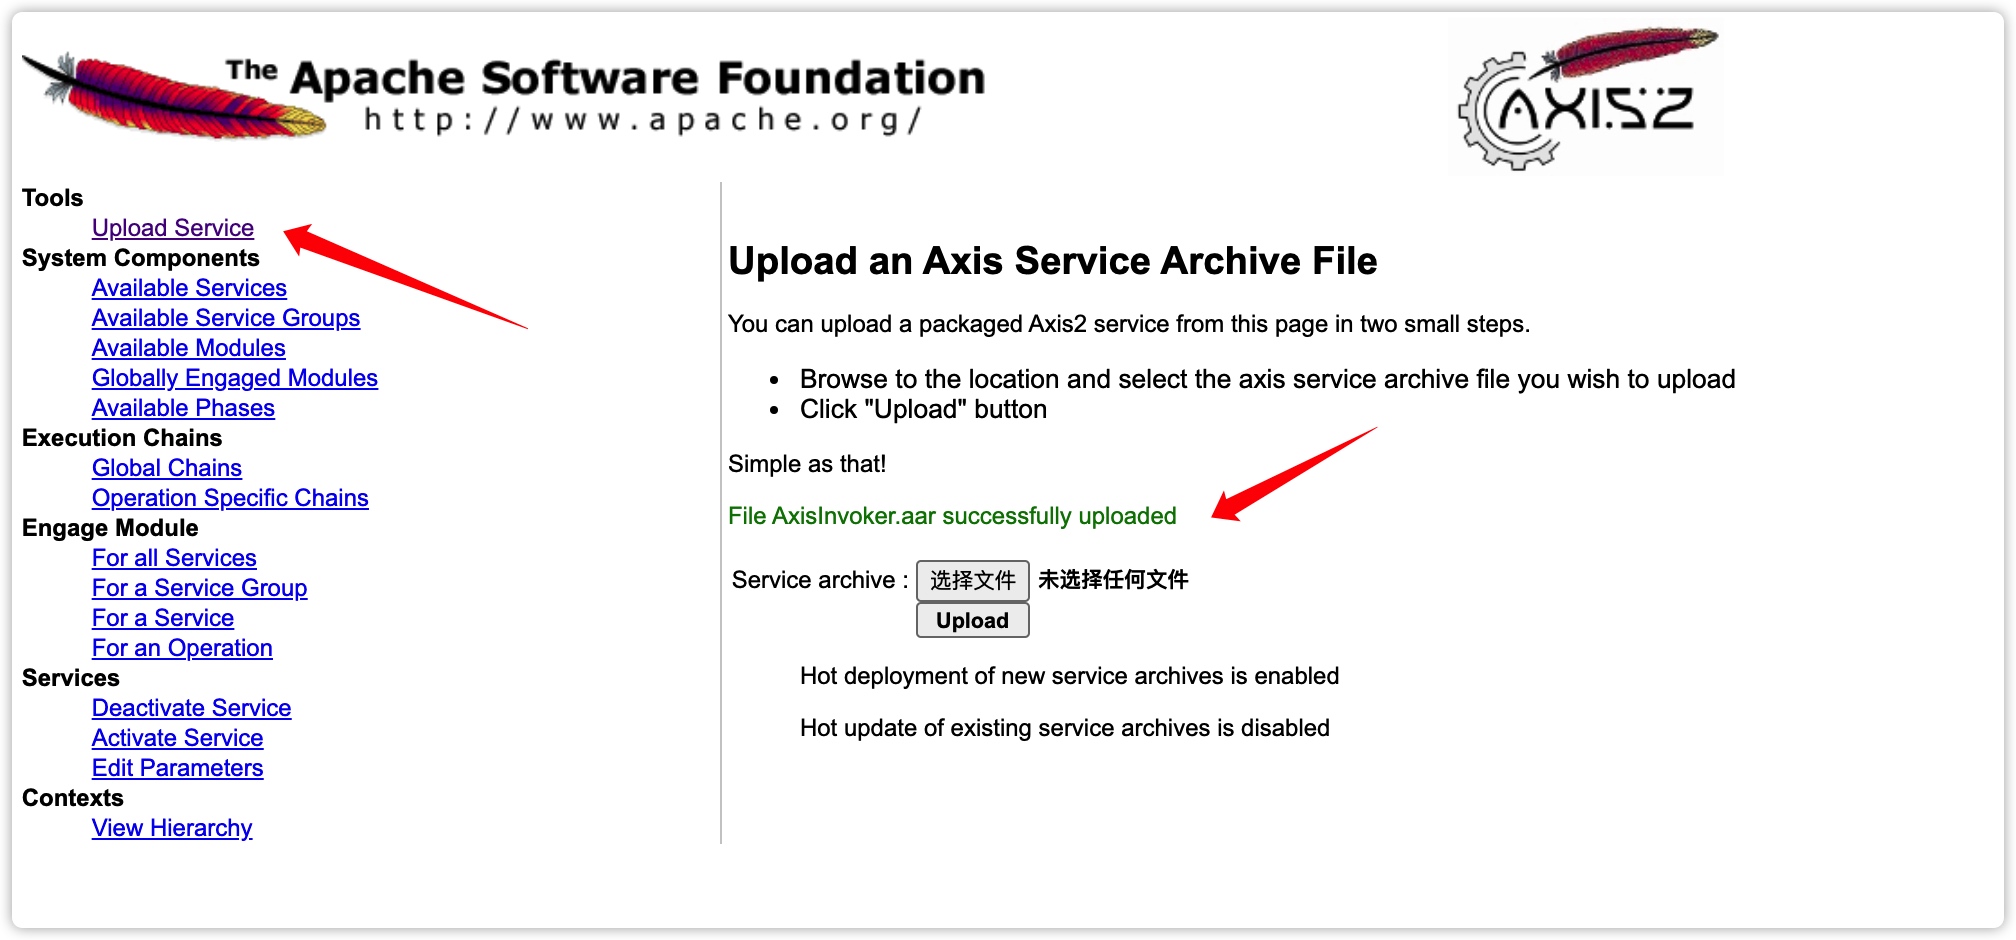 The Apache Software Foundation
http://www.apache.org/
AXIS2
Tools
Upload Service
System Components
Available Services
Available Service Groups
Available Modules
Globally Engaged Modules
Available Phases
Execution Chains
Global Chains
Operation Specific Chains
Engage Module
For all Services
For a Service Group
For a Service
For an Operation
Services
Deactivate Service
Activate Service
Edit Parameters
Contexts
View Hierarchy
Upload an Axis Service Archive File
You can upload a packaged Axis2 service from this page in two small steps.
• Browse to the location and select the axis service archive file you wish to upload
• Click "Upload" button
Simple as that!
File AxisInvoker.aar successfully uploaded
Service archive : 选择文件 未选择任何文件
Upload
Hot deployment of new service archives is enabled
Hot update of existing service archives is disabled